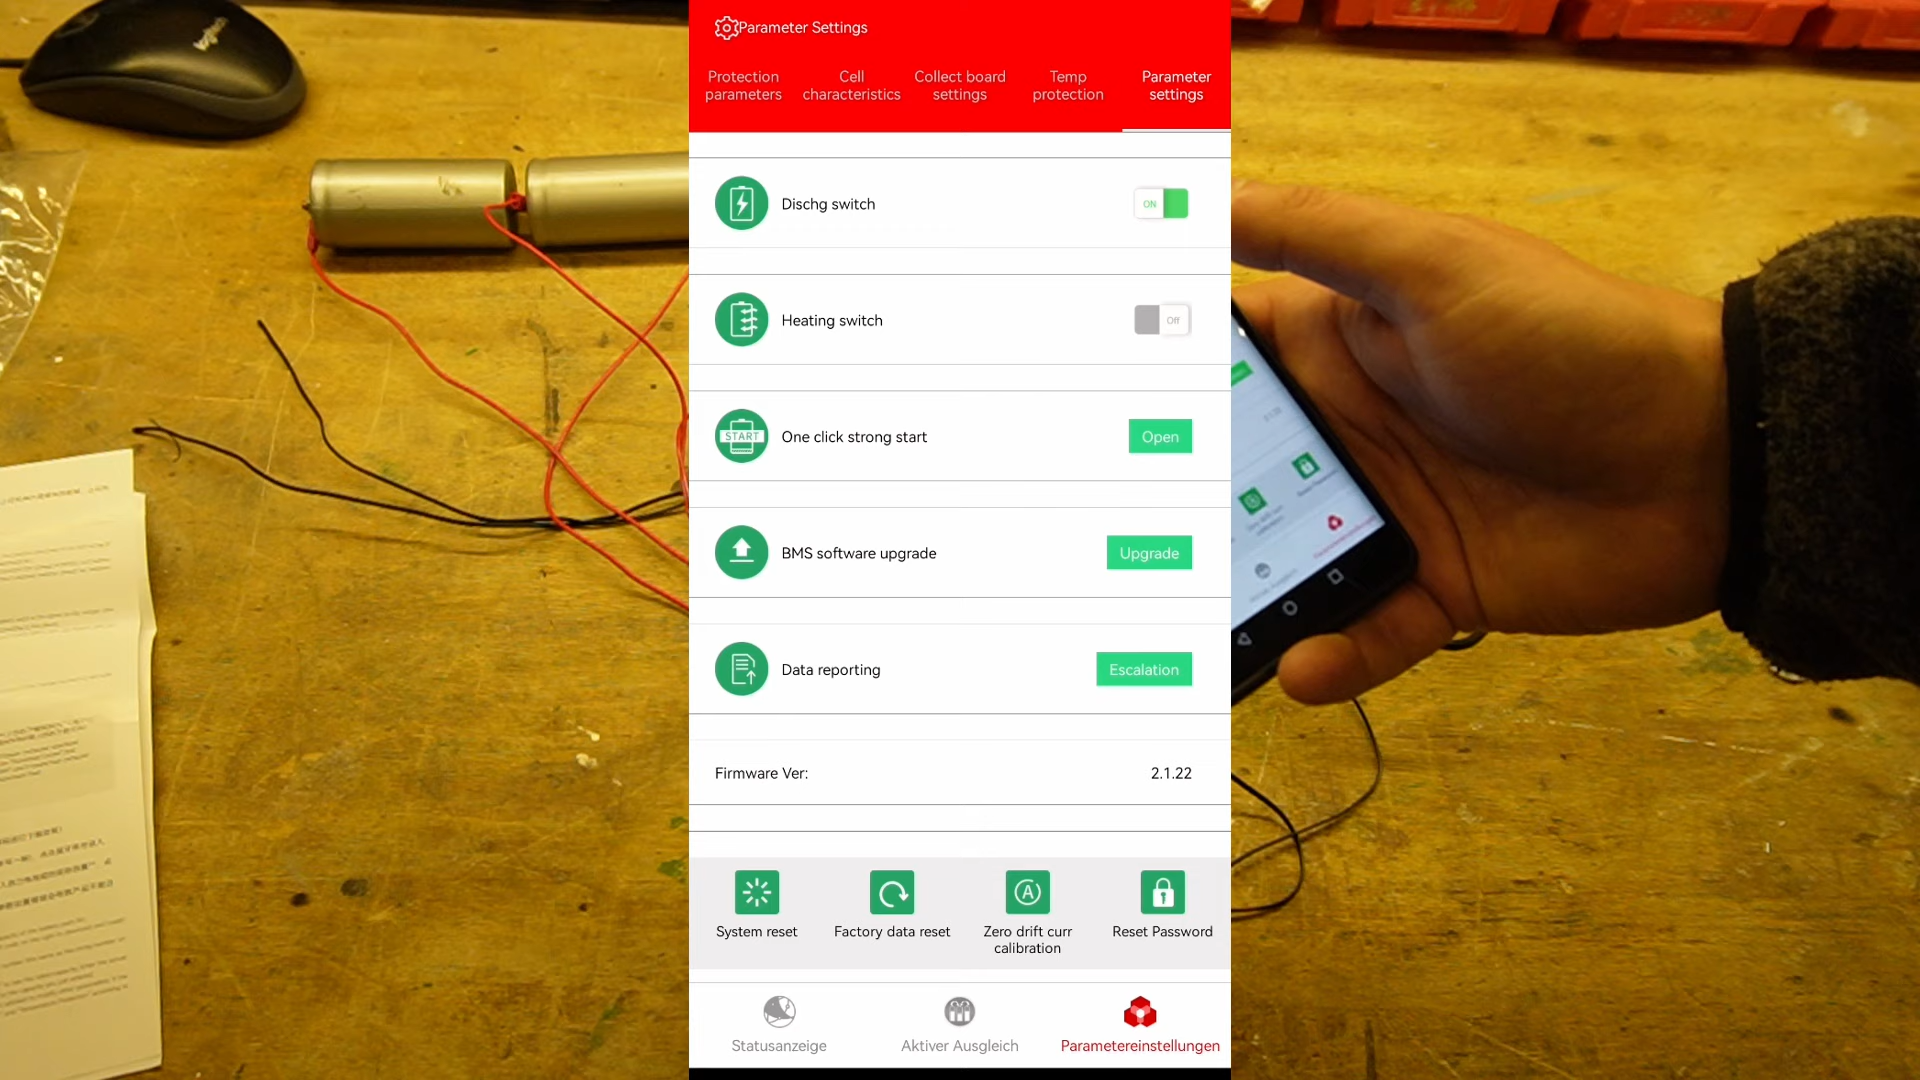 logitech
Parameter Settings
Protection parameters
Cell characteristics
Collect board settings
Temp protection
Parameter settings
Dischg switch
ON
Heating switch
Off
START
One click strong start
Open
BMS software upgrade
Upgrade
Data reporting
Escalation
Firmware Ver:
2.1.22
System reset
Factory data reset
Zero drift curr calibration
Reset Password
Statusanzeige
Aktiver Ausgleich
Parametereinstellungen